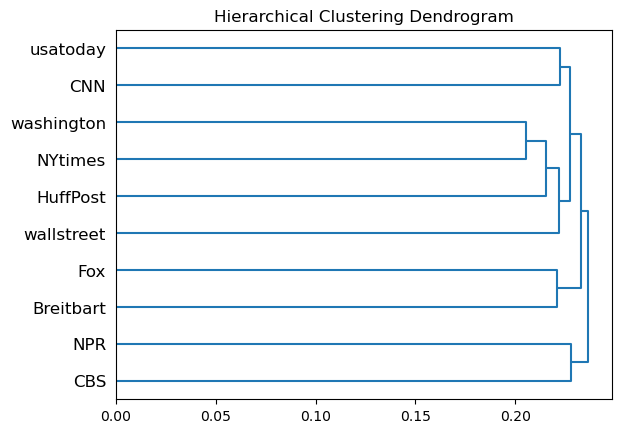 Hierarchical Clustering Dendrogram
usatoday
CNN
washington
NYtimes
HuffPost
wallstreet
Fox
Breitbart
NPR
CBS
0.00 0.05 0.10 0.15 0.20